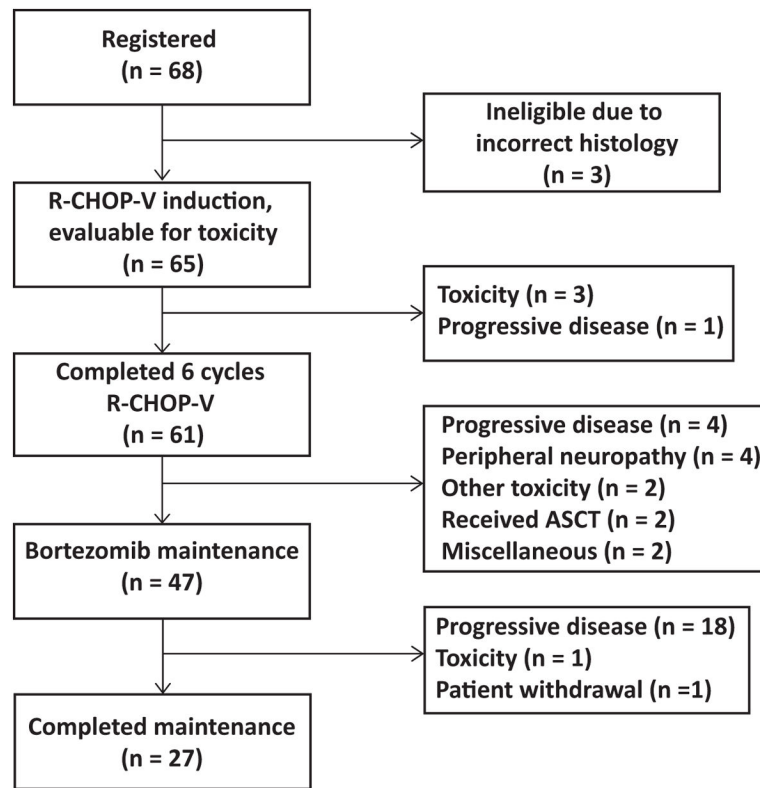 Registered
(n = 68)
Ineligible due to
incorrect histology
(n = 3)
R-CHOP-V induction,
evaluable for toxicity
(n = 65)
Toxicity (n = 3)
Progressive disease (n = 1)
Completed 6 cycles
R-CHOP-V
(n = 61)
Progressive disease (n = 4)
Peripheral neuropathy (n = 4)
Other toxicity (n = 2)
Received ASCT (n = 2)
Miscellaneous (n = 2)
Bortezomib maintenance
(n = 47)
Progressive disease (n = 18)
Toxicity (n = 1)
Patient withdrawal (n =1)
Completed maintenance
(n = 27)